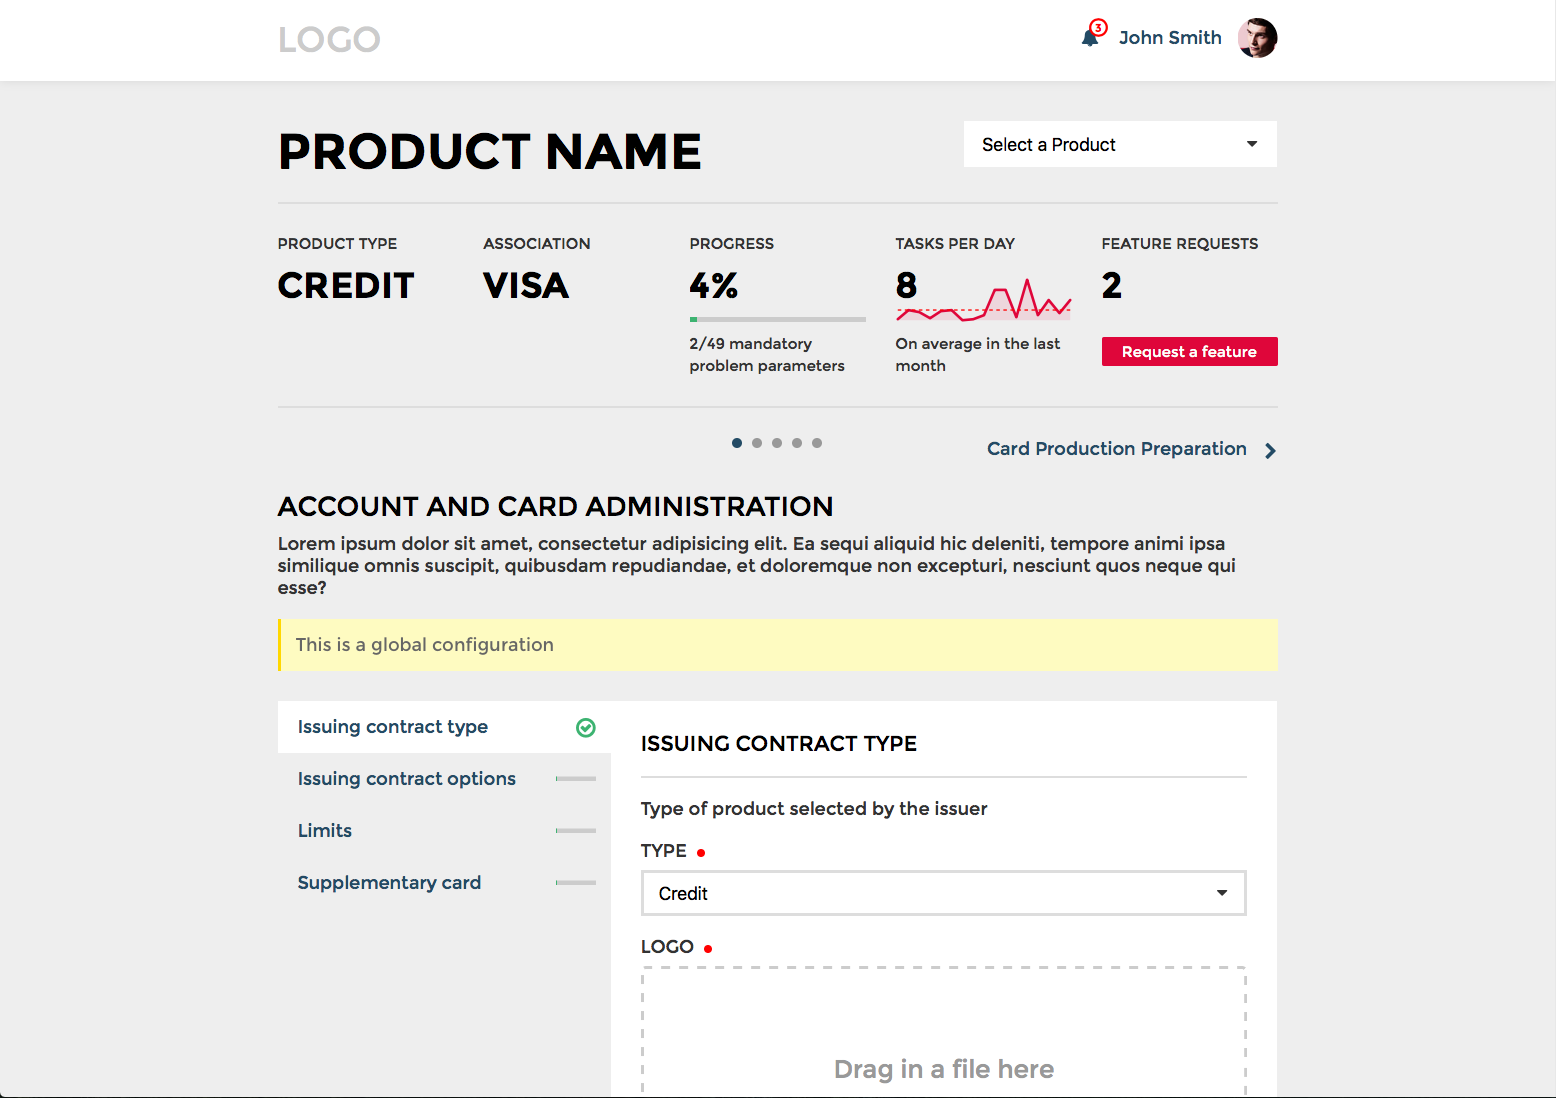 LOGO
3
John Smith
PRODUCT NAME
Select a Product
PRODUCT TYPE
CREDIT
ASSOCIATION
VISA
PROGRESS
4%
2/49 mandatory
problem parameters
TASKS PER DAY
8
On average in the last
month
FEATURE REQUESTS
2
Request a feature
Card Production Preparation
ACCOUNT AND CARD ADMINISTRATION
Lorem ipsum dolor sit amet, consectetur adipisicing elit. Ea sequi aliquid hic deleniti, tempore animi ipsa
similique omnis suscipit, quibusdam repudiandae, et doloremque non excepturi, nesciunt quos neque qui
esse?
This is a global configuration
Issuing contract type
Issuing contract options
Limits
Supplementary card
ISSUING CONTRACT TYPE
Type of product selected by the issuer
TYPE
Credit
LOGO
Drag in a file here